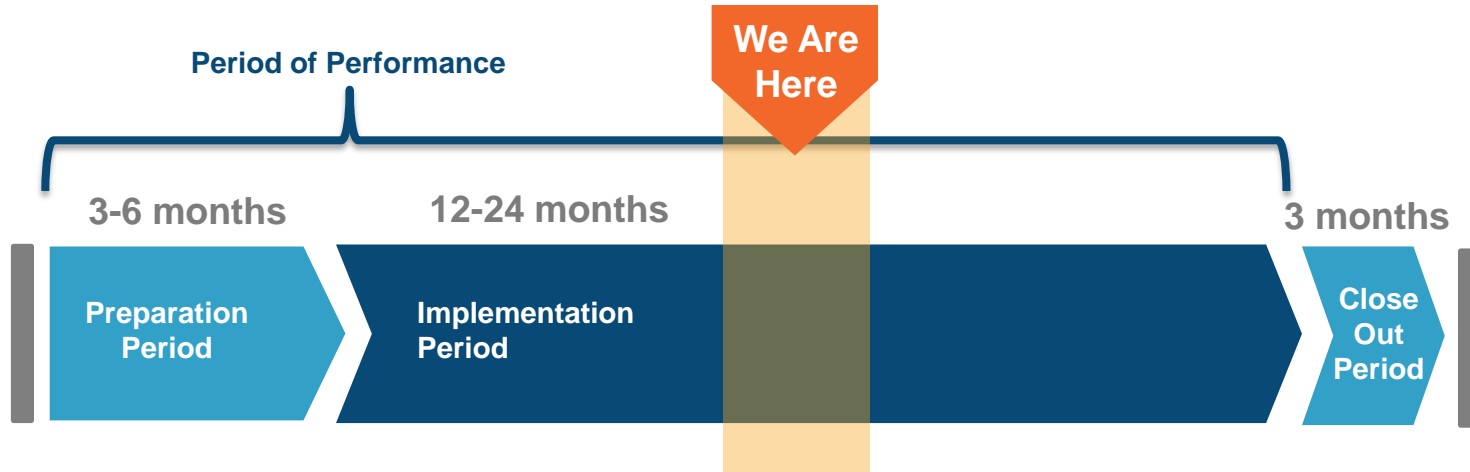 We Are
Here
Period of Performance
3-6 months
12-24 months
3 months
Preparation
Period
Implementation
Period
Close
Out
Period